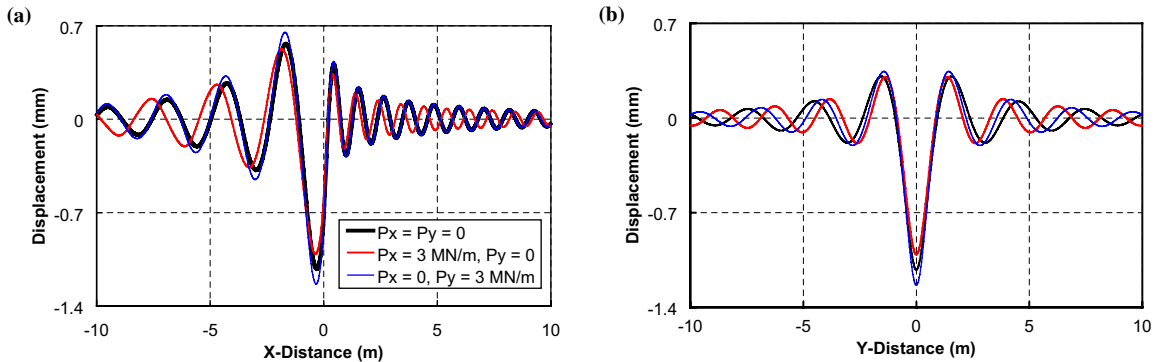 (a)
0.7
0
-0.7
-1.4
Displacement (mm)
-10 -5 0 5 10
X-Distance (m)
Px = Py = 0
Px = 3 MN/m, Py = 0
Px = 0, Py = 3 MN/m
(b)
0.7
0
-0.7
-1.4
Displacement (mm)
-10 -5 0 5 10
Y-Distance (m)